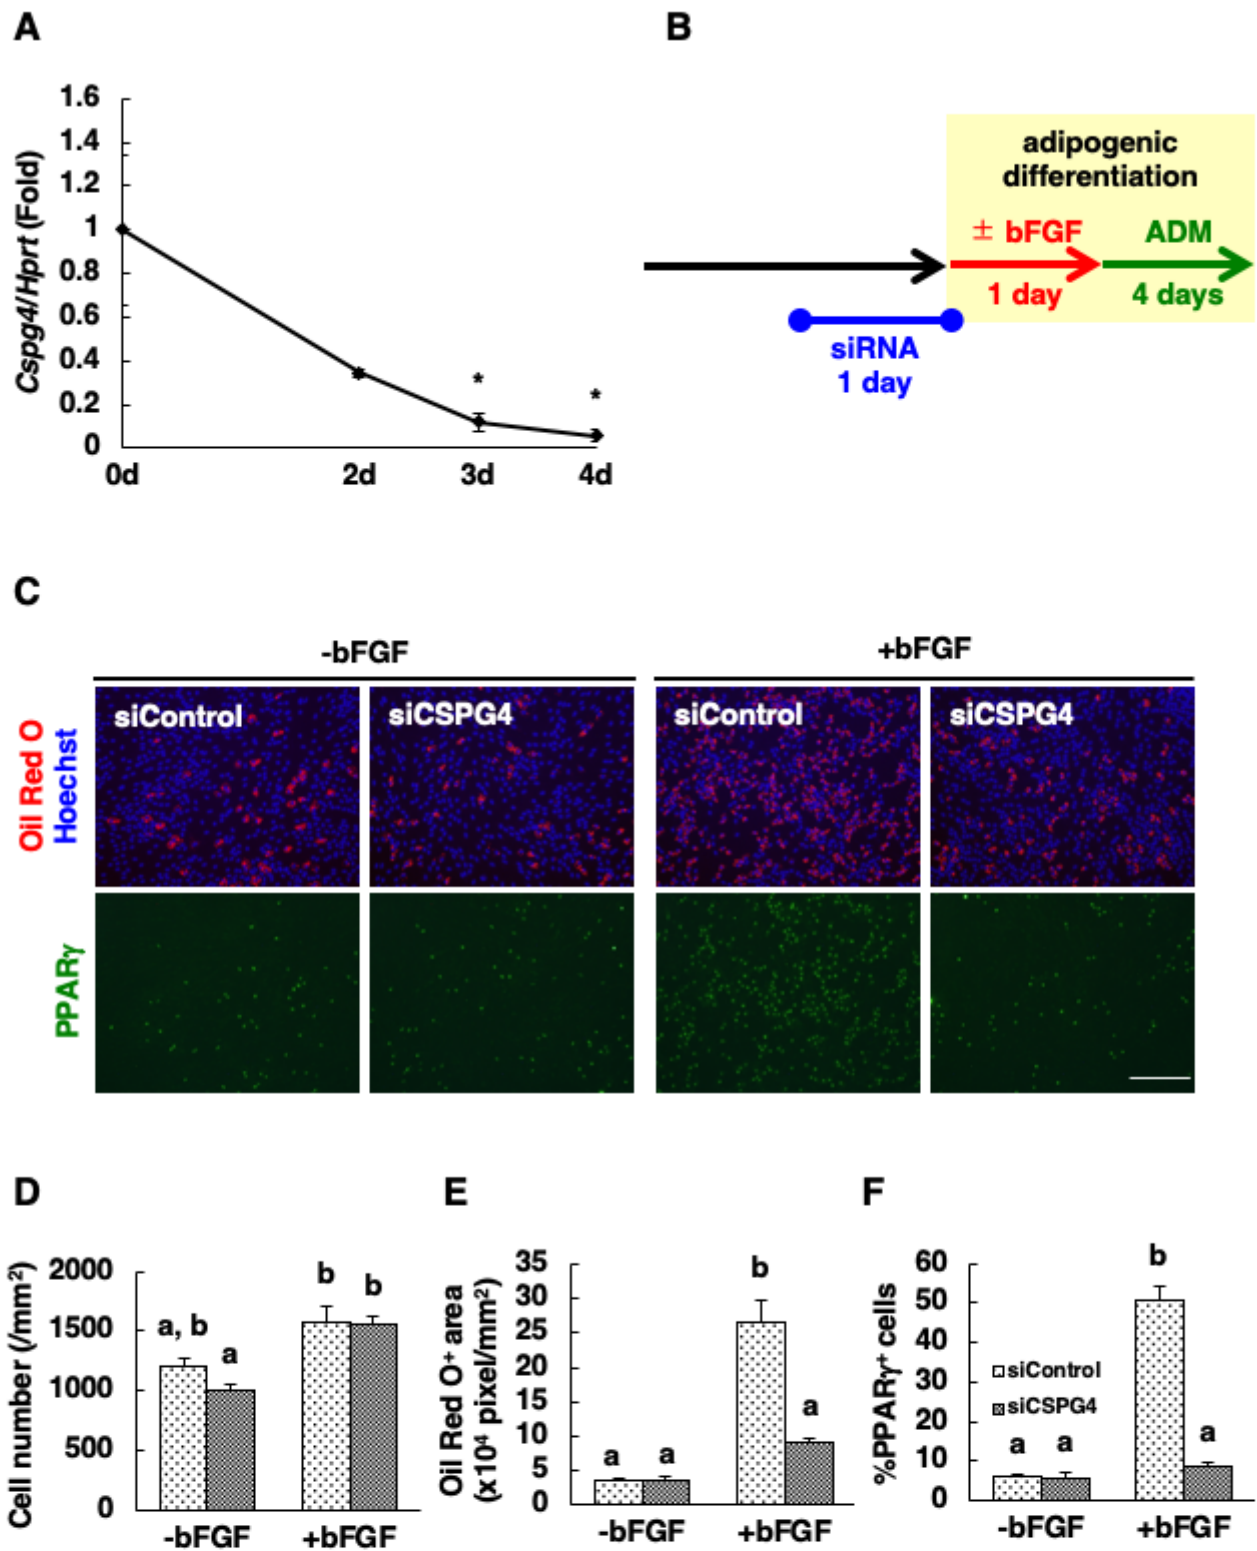 A
1.6
1.4
1.2
1
0.8
0.6
0.4
0.2
0
Cspg4/Hprt (Fold)
*
*
0d
2d
3d
4d
B
adipogenic
differentiation
± bFGF
ADM
1 day
4 days
siRNA
1 day
C
-bFGF
+bFGF
Oil Red O
Hoechst
siControl
siCSPG4
siControl
siCSPG4
PPARγ
D
Cell number (/mm²)
2000
1500
1000
500
0
a, b
a
b
b
-bFGF
+bFGF
E
Oil Red O⁺ area
(x10⁴ pixel/mm²)
35
30
25
20
15
10
5
0
a
a
b
a
-bFGF
+bFGF
F
%PPARγ⁺ cells
60
50
40
30
20
10
0
siControl
siCSPG4
a
a
b
a
-bFGF
+bFGF